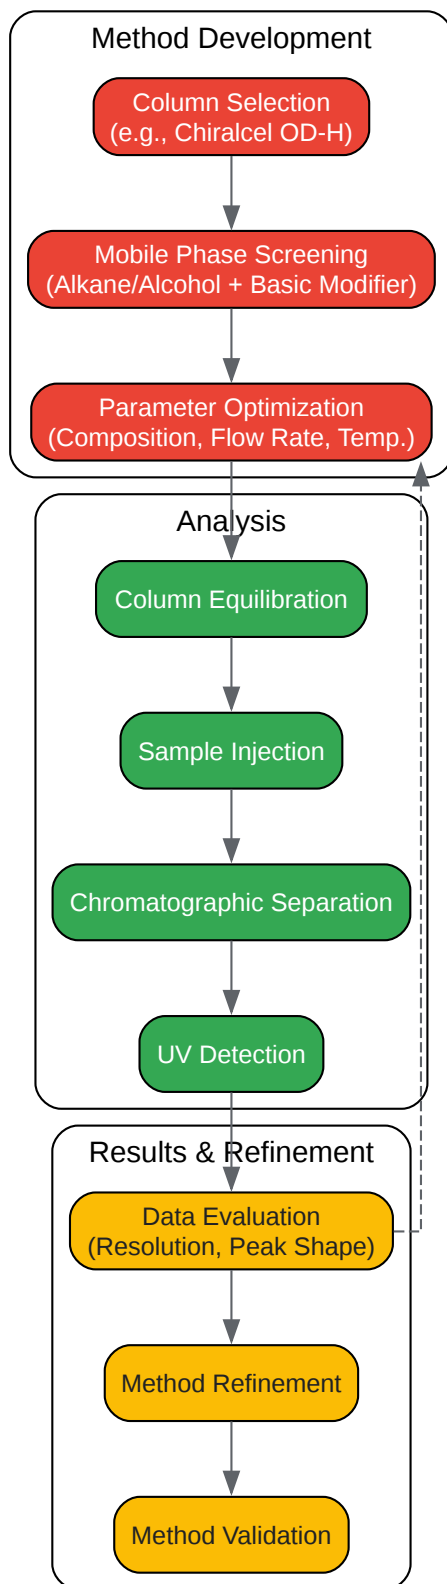 Method Development
Column Selection
(e.g., Chiralcel OD-H)
Mobile Phase Screening
(Alkane/Alcohol + Basic Modifier)
Parameter Optimization
(Composition, Flow Rate, Temp.)
Analysis
Column Equilibration
Sample Injection
Chromatographic Separation
UV Detection
Results & Refinement
Data Evaluation
(Resolution, Peak Shape)
Method Refinement
Method Validation